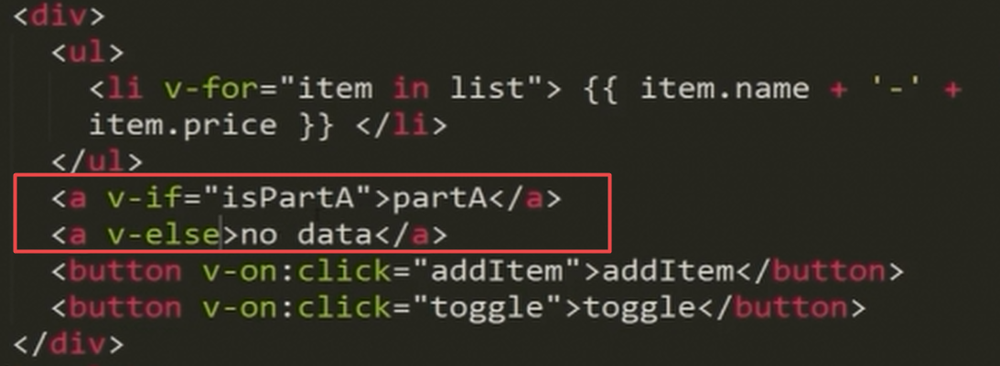 <div>
<ul>
<li v-for="item in list"> {{ item.name + '-' +
item.price }} </li>
</ul>
<a v-if="isPartA">partA</a>
<a v-else>no data</a>
<button v-on:click="addItem">addItem</button>
<button v-on:click="toggle">toggle</button>
</div>